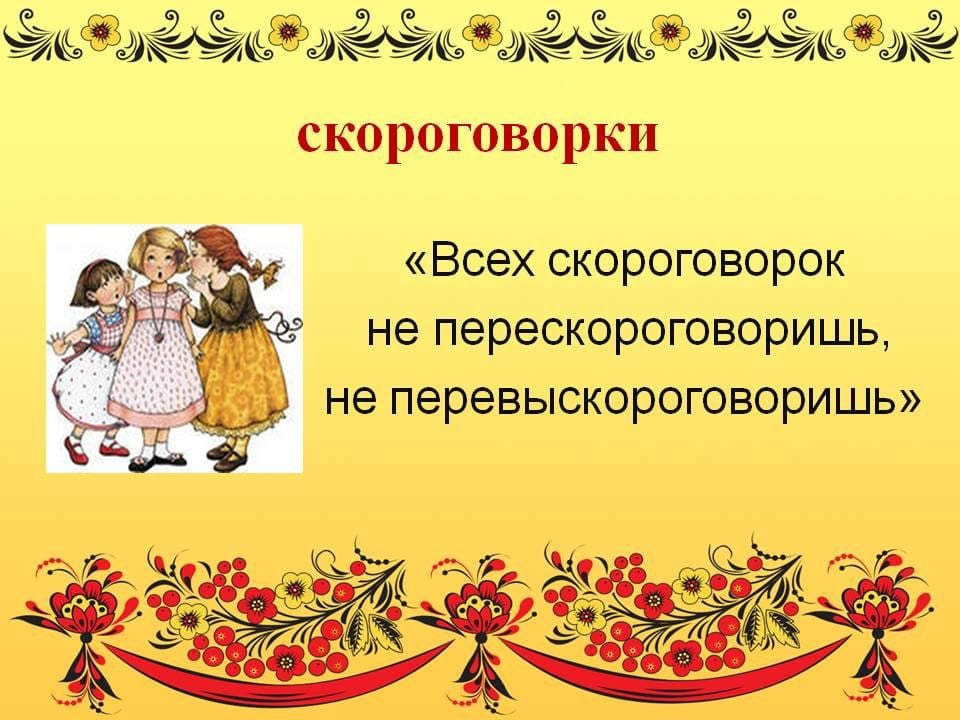 скороговорки
«Всех скороговорок
не перескороговоришь,
не перевыскороговоришь»